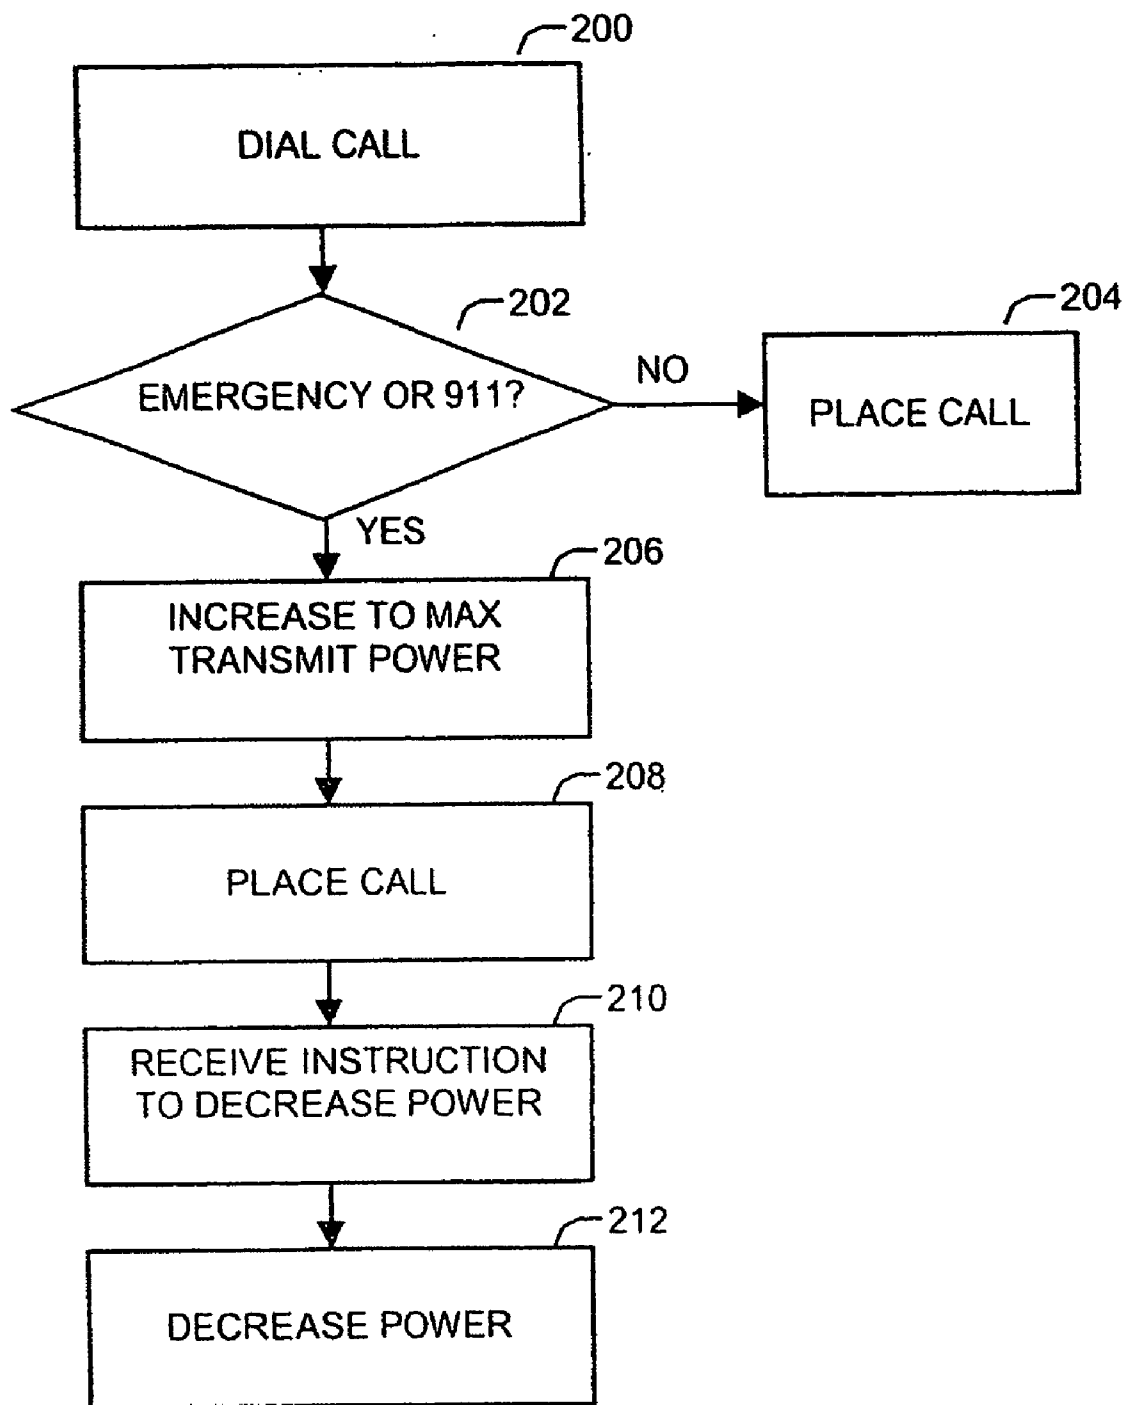 200
DIAL CALL
202
EMERGENCY OR 911?
NO
204
PLACE CALL
YES
206
INCREASE TO MAX
TRANSMIT POWER
208
PLACE CALL
210
RECEIVE INSTRUCTION
TO DECREASE POWER
212
DECREASE POWER